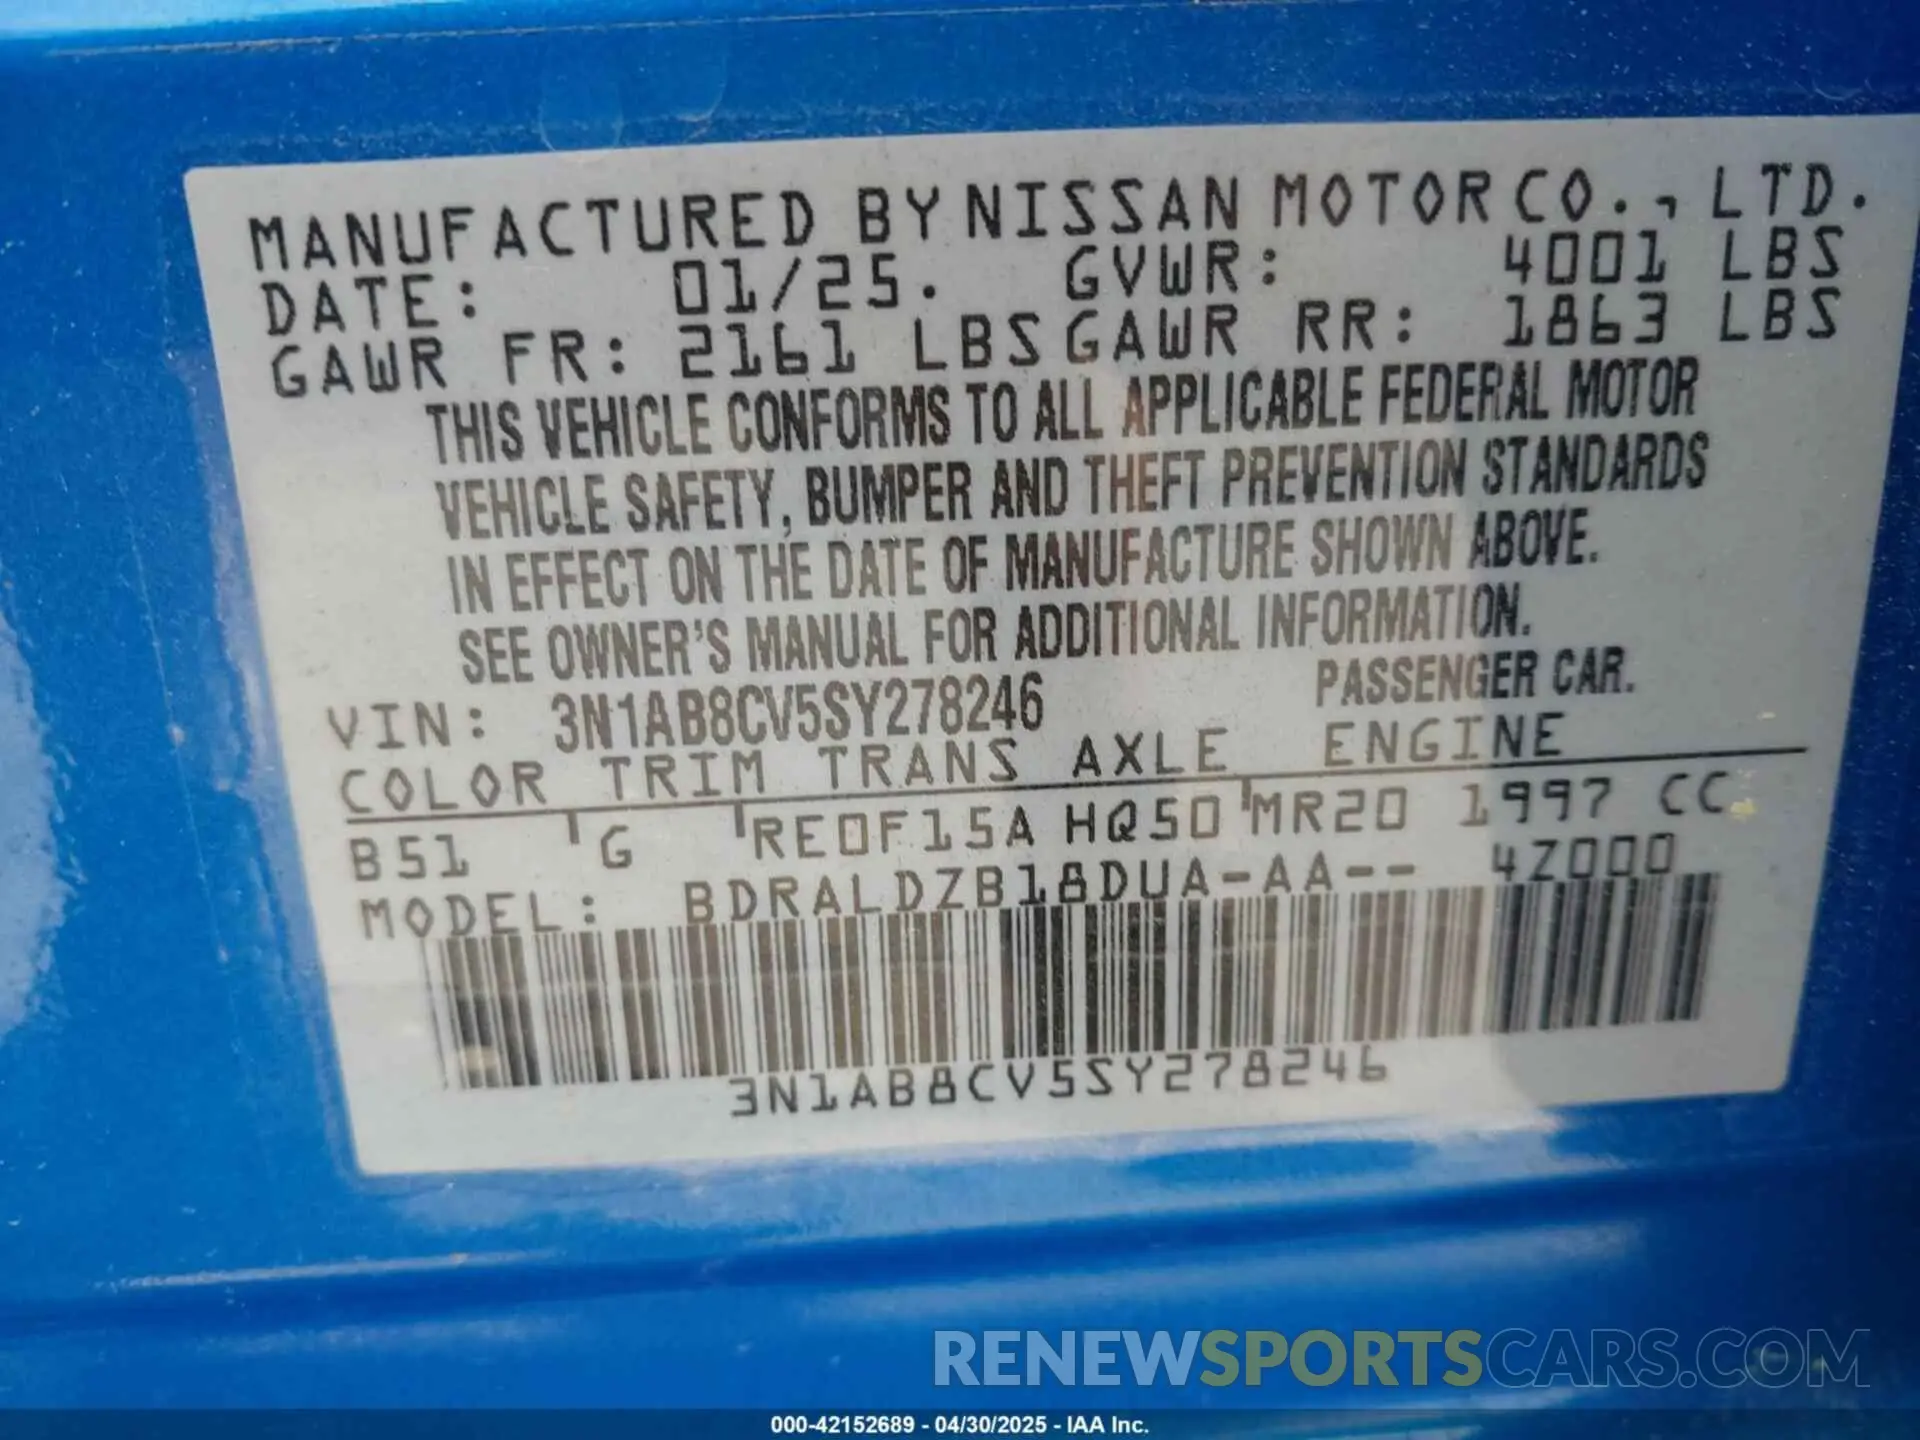 MANUFACTURED BY NISSAN MOTOR CO., LTD.
DATE: 01/25. GVWR: 4001 LBS
GAWR FR: 2161 LBS GAWR RR: 1863 LBS
THIS VEHICLE CONFORMS TO ALL APPLICABLE FEDERAL MOTOR
VEHICLE SAFETY, BUMPER AND THEFT PREVENTION STANDARDS
IN EFFECT ON THE DATE OF MANUFACTURE SHOWN ABOVE.
SEE OWNER'S MANUAL FOR ADDITIONAL INFORMATION.
VIN: 3N1AB8CV5SY278246 PASSENGER CAR.
COLOR TRIM TRANS AXLE ENGINE
B51 G RE0F15A HQ50 MR20 1997 CC
MODEL: BDRALDZB18DUA-AA-- 4Z000
3N1AB8CV5SY278246
RENEWSPORTSCARS.COM
000-42152689 - 04/30/2025 - IAA Inc.